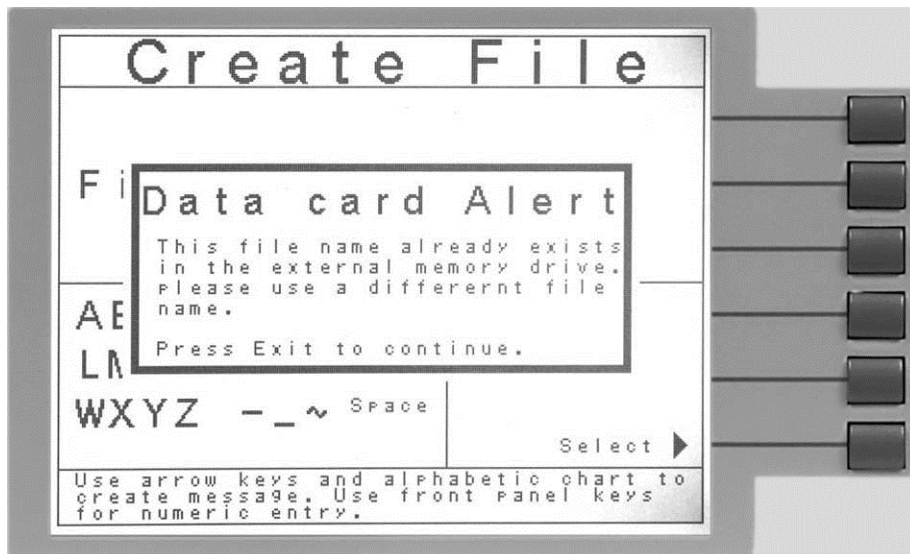 Create File
Fi
Data card Alert
This file name already exists
in the external memory drive.
Please use a differernt file
name.
Press Exit to continue.
AB
LM
WXYZ -_~ Space
Select
Use arrow keys and alphabetic chart to
create message. Use front panel keys
for numeric entry.